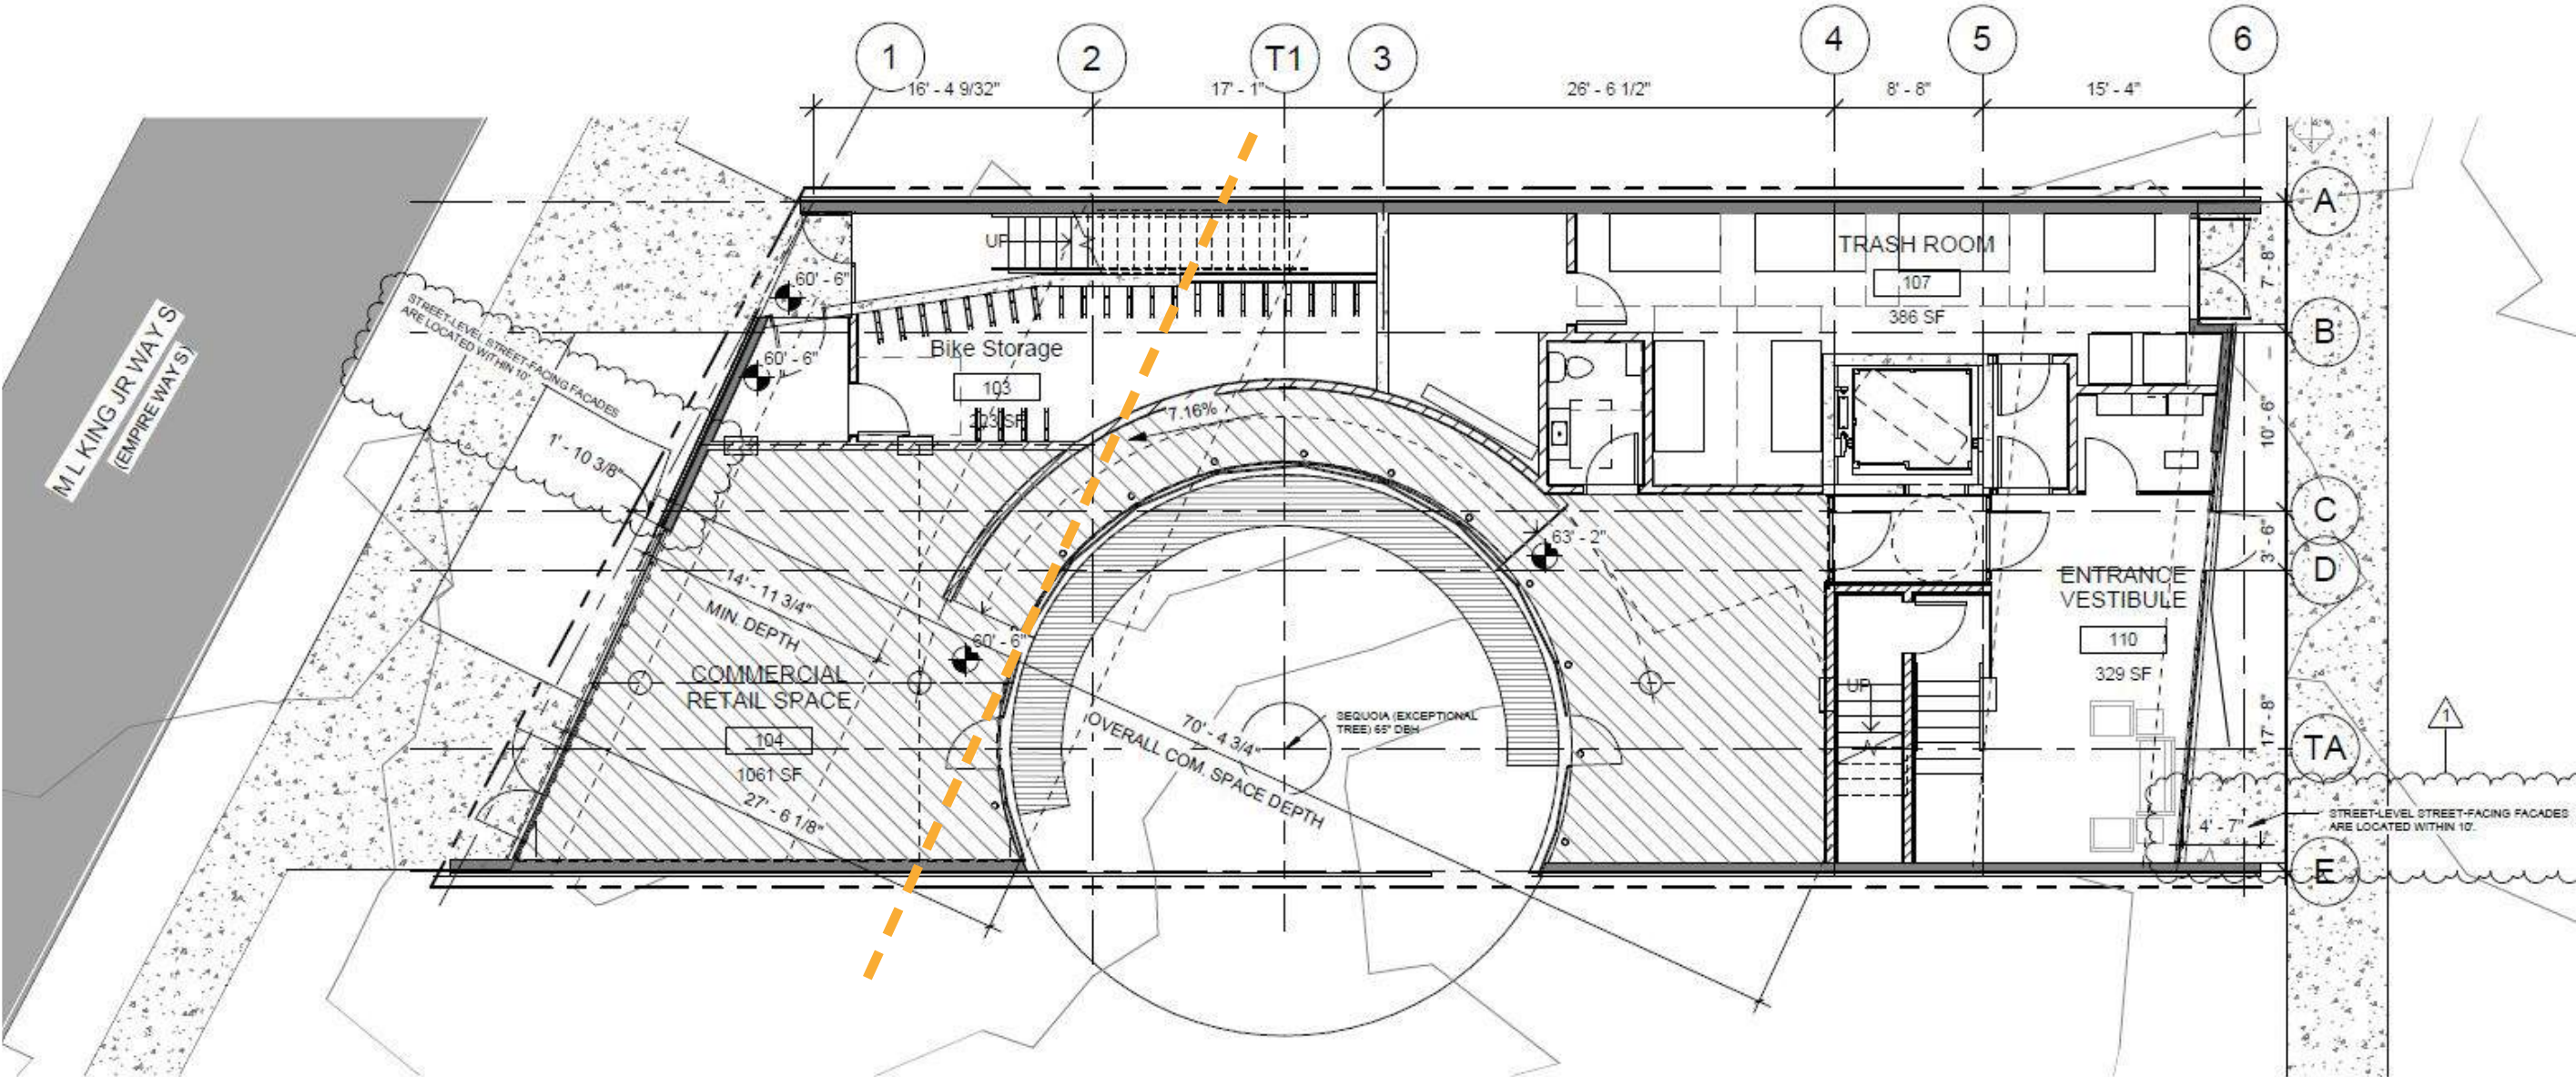 1
2
T1
3
4
5
6
16' - 4 9/32"
17' - 1"
26' - 6 1/2"
8' - 8"
15' - 4"
A
UP
TRASH ROOM
107
386 SF
7' - 8"
60' - 6"
STREET-LEVEL STREET-FACING FACADES
ARE LOCATED WITHIN 10'.
M L KING JR WAY S
(EMPIRE WAY S)
B
Bike Storage
103
203 SF
60' - 6"
7.16%
10' - 6"
1' - 10 3/8"
C
63' - 2"
3' - 6"
D
14' - 11 3/4"
MIN. DEPTH
ENTRANCE
VESTIBULE
110
329 SF
60' - 6"
COMMERCIAL
RETAIL SPACE
104
1061 SF
UP
70' - 4 3/4"
OVERALL COM. SPACE DEPTH
SEQUOIA (EXCEPTIONAL
TREE) 65" DBH
17' - 8"
TA
1
27' - 6 1/8"
4' - 7"
STREET-LEVEL STREET-FACING FACADES
ARE LOCATED WITHIN 10'.
E